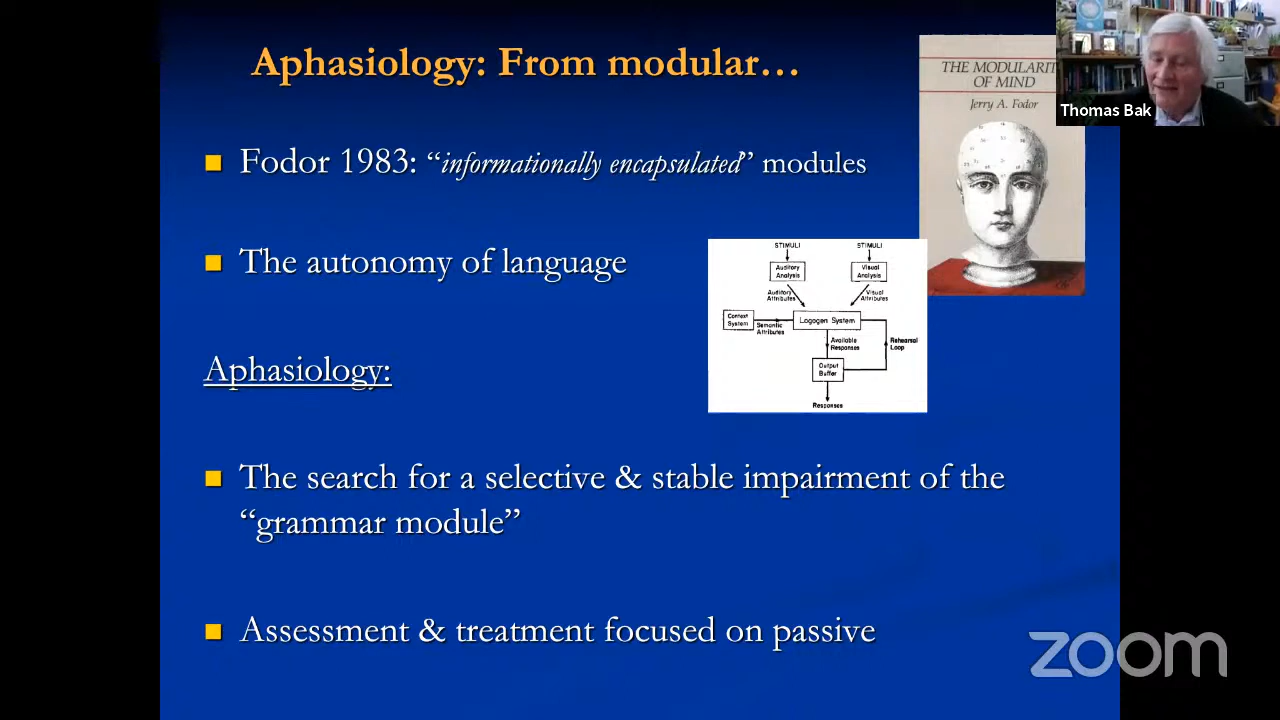 Aphasiology: From modular…
THE MODULARIT
OF MIND
Jerry A. Fodor
Thomas Bak
■ Fodor 1983: “informationally encapsulated” modules
■ The autonomy of language
STIMULI STIMULI
Auditory Analysis
Visual Analysis
Auditory Attributes
Visual Attributes
Context System
Semantic Attributes
Logogen System
Available Responses
Rehearsal Loop
Output Buffer
Responses
Aphasiology:
■ The search for a selective & stable impairment of the
“grammar module”
■ Assessment & treatment focused on passive
zoom